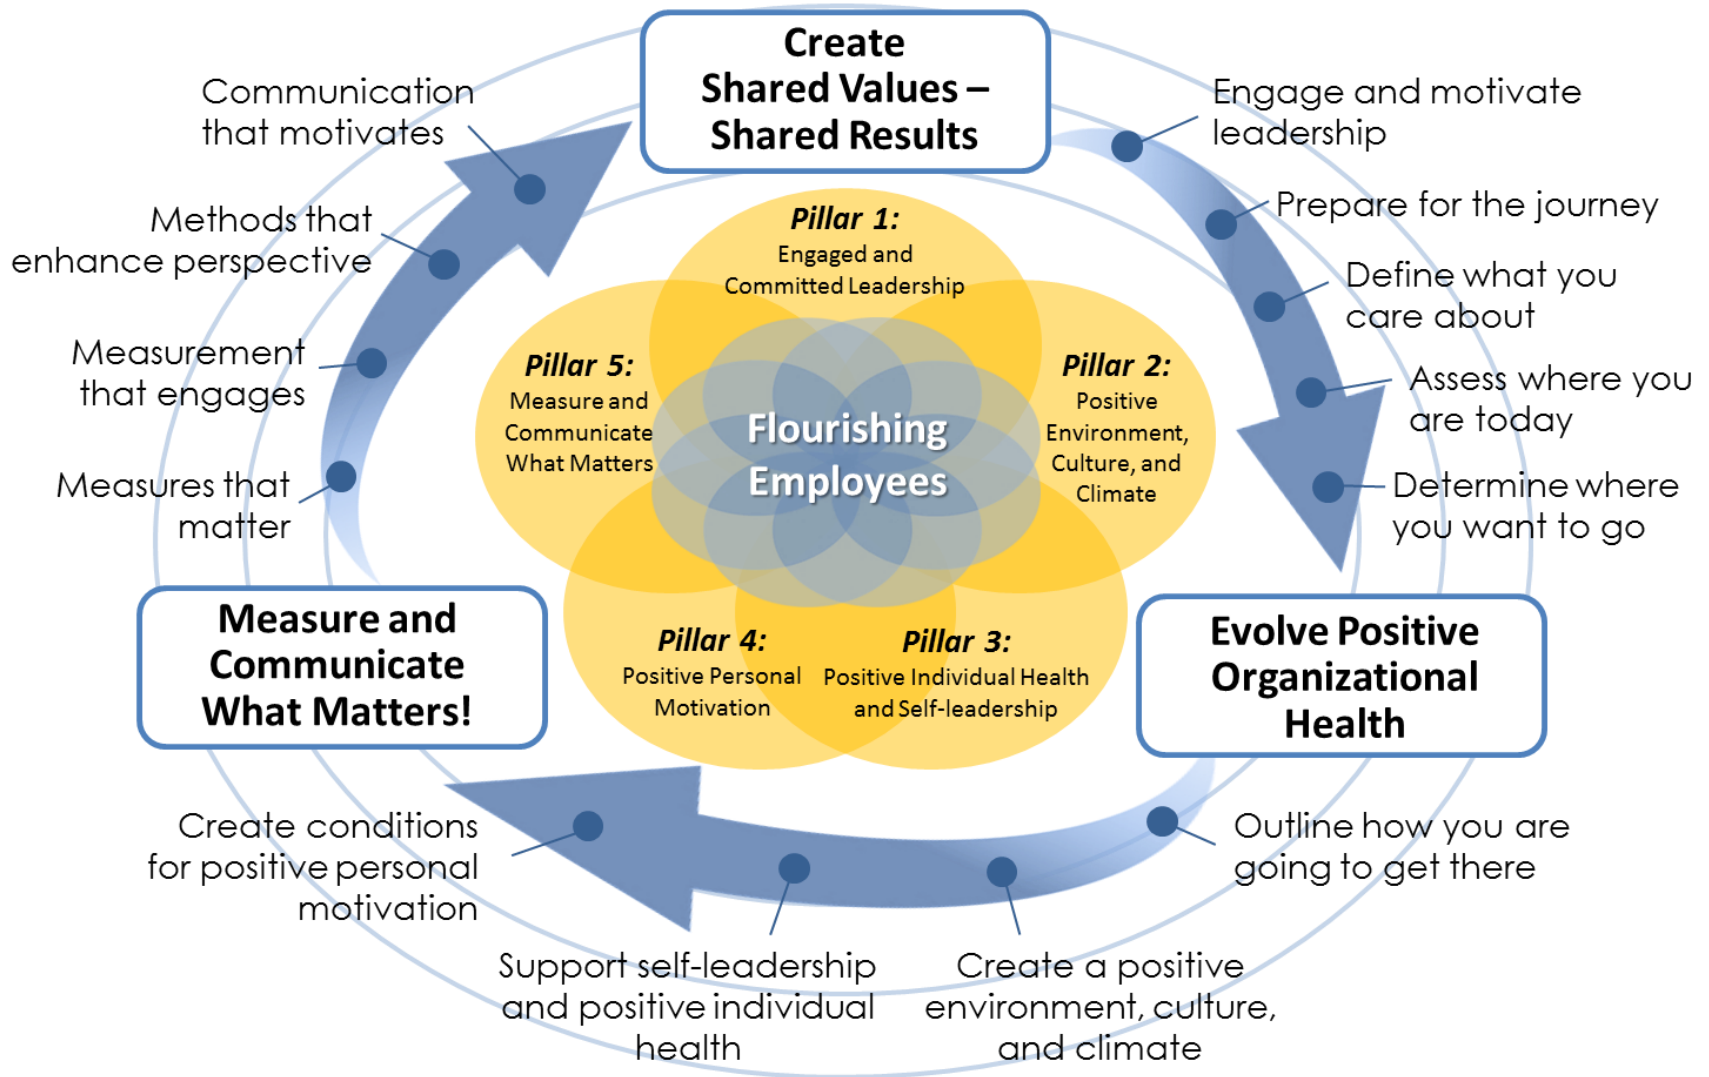 Create
Shared Values –
Shared Results
Engage and motivate
leadership
Prepare for the journey
Define what you
care about
Assess where you
are today
Determine where
you want to go
Evolve Positive
Organizational
Health
Outline how you are
going to get there
Create a positive
environment, culture,
and climate
Support self-leadership
and positive individual
health
Create conditions
for positive personal
motivation
Measure and
Communicate
What Matters!
Measures that
matter
Measurement
that engages
Methods that
enhance perspective
Communication
that motivates
Pillar 1:
Engaged and
Committed Leadership
Pillar 2:
Positive
Environment,
Culture, and
Climate
Pillar 3:
Positive Individual Health
and Self-leadership
Pillar 4:
Positive Personal
Motivation
Pillar 5:
Measure and
Communicate
What Matters
Flourishing
Employees